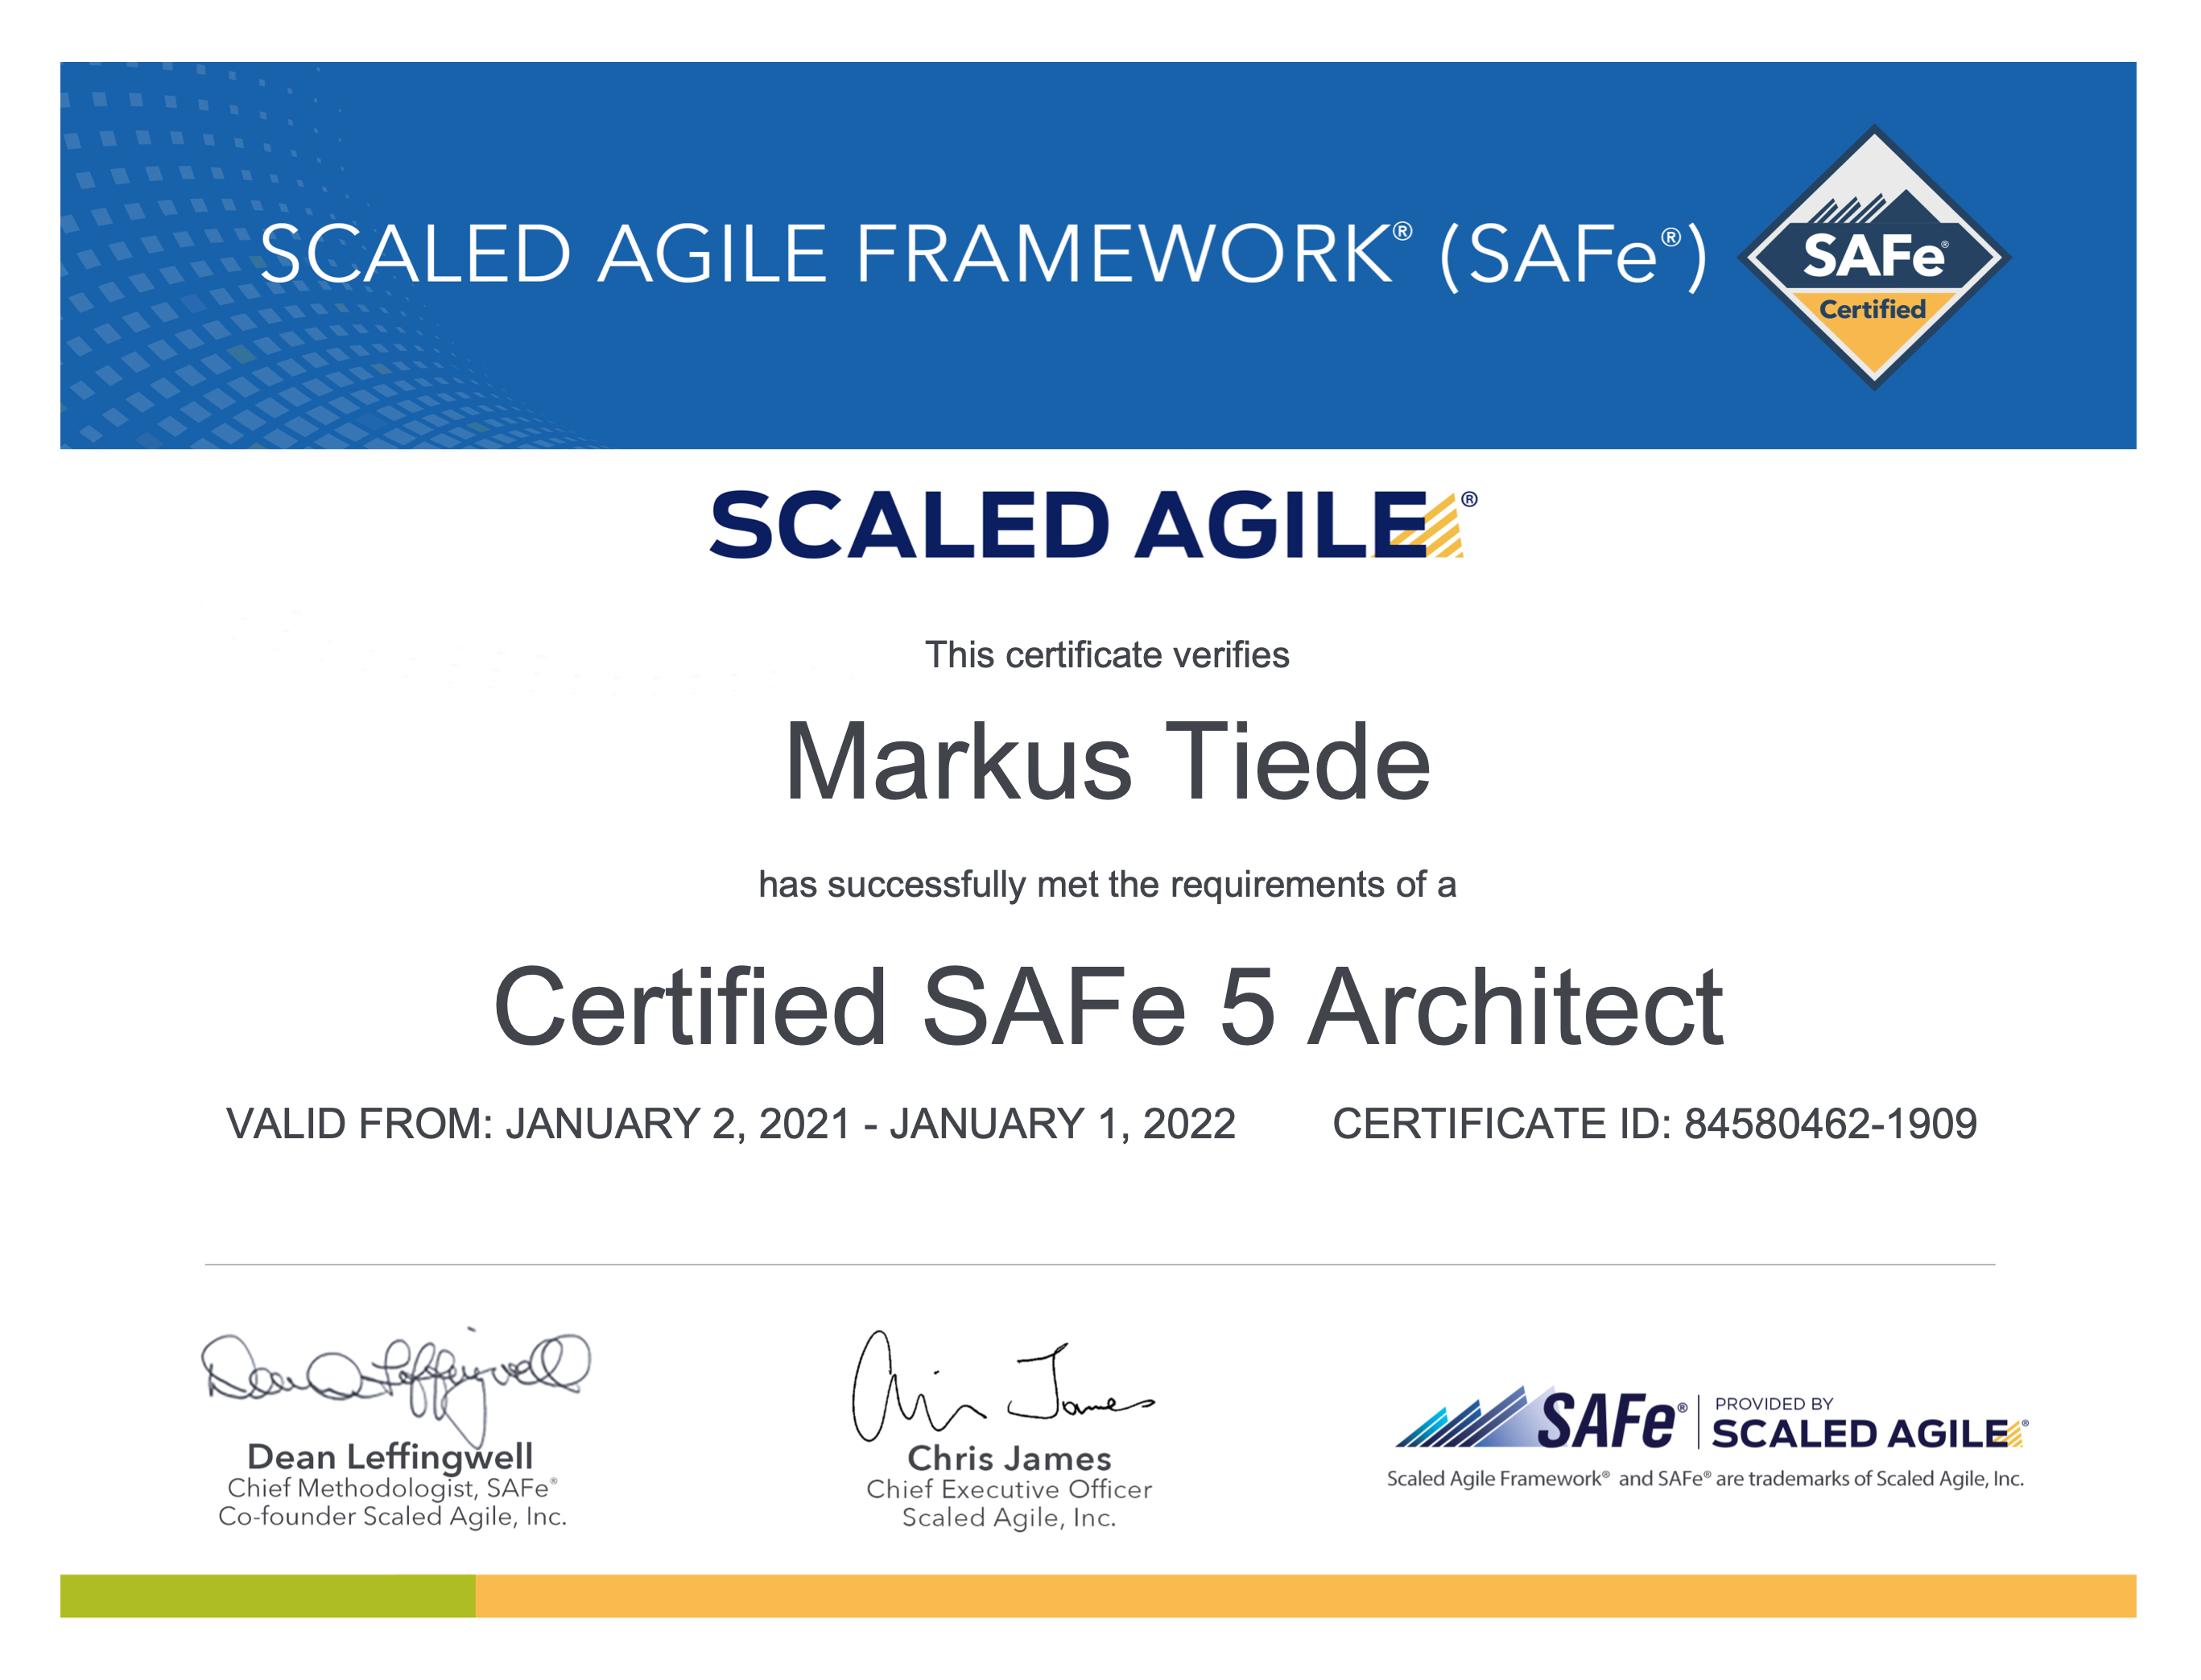 SCALED AGILE FRAMEWORK® (SAFe®)
SAFe®
Certified
SCALED AGILE®
This certificate verifies
Markus Tiede
has successfully met the requirements of a
Certified SAFe 5 Architect
VALID FROM: JANUARY 2, 2021 - JANUARY 1, 2022 CERTIFICATE ID: 84580462-1909
Dean Leffingwell
Chris James
Dean Leffingwell
Chief Methodologist, SAFe®
Co-founder Scaled Agile, Inc.
Chris James
Chief Executive Officer
Scaled Agile, Inc.
SAFe® PROVIDED BY
SCALED AGILE®
Scaled Agile Framework® and SAFe® are trademarks of Scaled Agile, Inc.